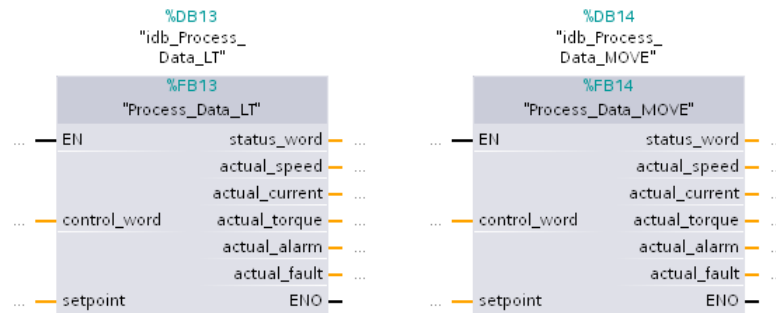 %DB13
"idb_Process_
Data_LT"
%FB13
"Process_Data_LT"
... EN status_word ...
actual_speed ...
actual_current ...
... control_word actual_torque ...
actual_alarm ...
actual_fault ...
... setpoint ENO
%DB14
"idb_Process_
Data_MOVE"
%FB14
"Process_Data_MOVE"
... EN status_word
actual_speed
actual_current
... control_word actual_torque
actual_alarm
actual_fault
... setpoint ENO